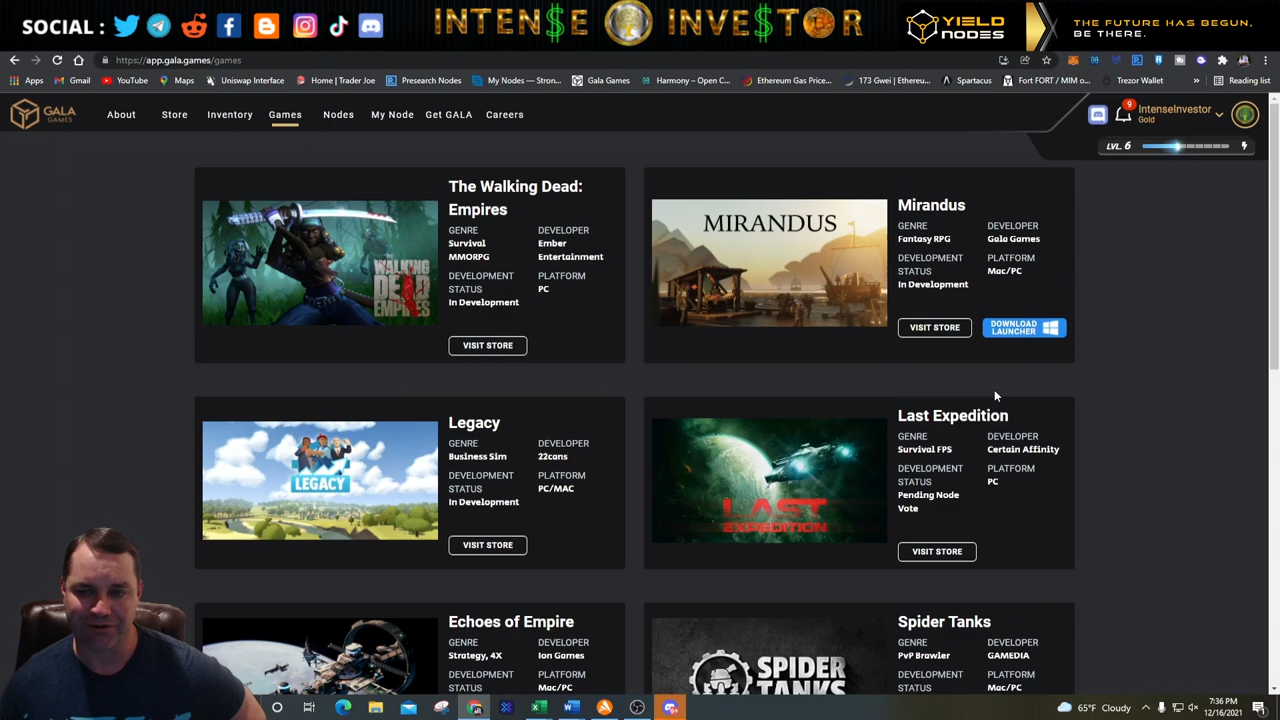 SOCIAL :
INTEN$E INVE$TOR
YIELD NODES
THE FUTURE HAS BEGUN, BE THERE.
https://app.gala.games/games
Apps Gmail YouTube Maps Uniswap Interface Home | Trader Joe Presearch Nodes My Nodes — Stron... Gala Games Harmony – Open C... Ethereum Gas Price... 173 Gwei | Ethereu... Spartacus Fort FORT / MIM o... Trezor Wallet » Reading list
GALA GAMES
About Store Inventory Games Nodes My Node Get GALA Careers
9
IntenseInvestor
Gold
LVL. 6
The Walking Dead: Empires
GENRE
Survival MMORPG
DEVELOPER
Ember Entertainment
DEVELOPMENT STATUS
In Development
PLATFORM
PC
VISIT STORE
THE WALKING DEAD EMPIRES
MIRANDUS
Mirandus
GENRE
Fantasy RPG
DEVELOPER
Gala Games
DEVELOPMENT STATUS
In Development
PLATFORM
Mac/PC
VISIT STORE
DOWNLOAD LAUNCHER
LEGACY
Legacy
GENRE
Business Sim
DEVELOPER
22cans
DEVELOPMENT STATUS
In Development
PLATFORM
PC/MAC
VISIT STORE
LAST EXPEDITION
Last Expedition
GENRE
Survival FPS
DEVELOPER
Certain Affinity
DEVELOPMENT STATUS
Pending Node Vote
PLATFORM
PC
VISIT STORE
Echoes of Empire
GENRE
Strategy, 4X
DEVELOPER
Ion Games
DEVELOPMENT STATUS
PLATFORM
Mac/PC
SPIDER TANKS
Spider Tanks
GENRE
PvP Brawler
DEVELOPER
GAMEDIA
DEVELOPMENT STATUS
PLATFORM
Mac/PC
65°F Cloudy
7:36 PM
12/16/2021